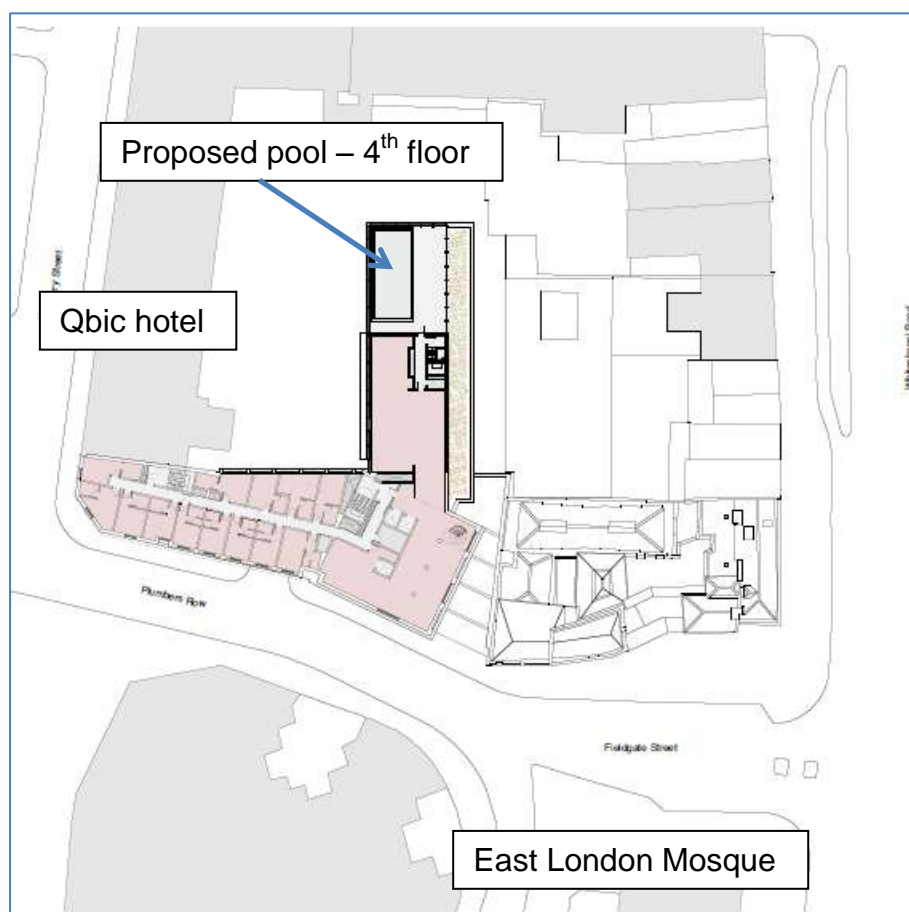 Proposed pool – 4th floor
Qbic hotel
Plumbers Row
Fieldgate Street
East London Mosque